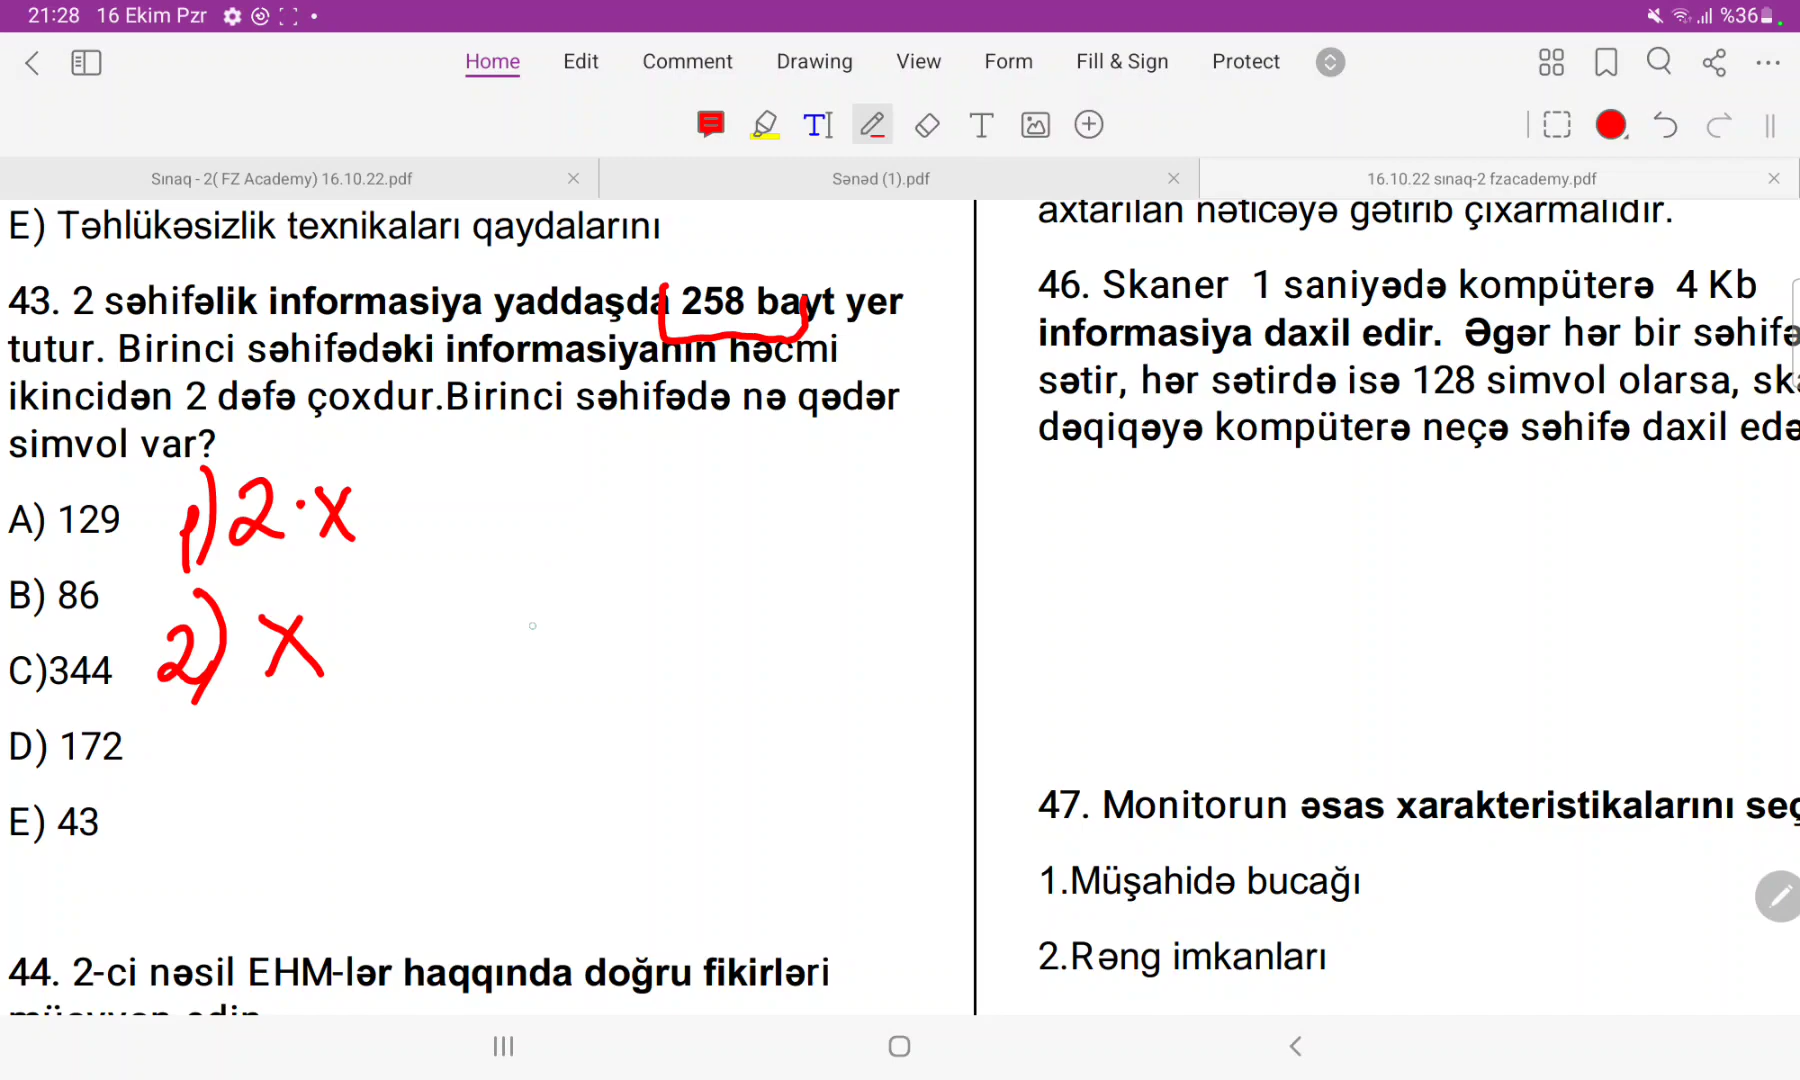 21:28 16 Ekim Pzr %36
Home Edit Comment Drawing View Form Fill & Sign Protect
Sınaq - 2( FZ Academy) 16.10.22.pdf
Sənəd (1).pdf
16.10.22 sınaq-2 fzacademy.pdf
E) Təhlükəsizlik texnikaları qaydalarını
43. 2 səhifəlik informasiya yaddaşda 258 bayt yer
tutur. Birinci səhifədəki informasiyanın həcmi
ikincidən 2 dəfə çoxdur.Birinci səhifədə nə qədər
simvol var?
A) 129
1) 2 · x
B) 86
2) x
C)344
D) 172
E) 43
44. 2-ci nəsil EHM-lər haqqında doğru fikirləri
müəyyən edin
axtarılan nəticəyə gətirib çıxarmalıdır.
46. Skaner 1 saniyədə kompüterə 4 Kb
informasiya daxil edir. Əgər hər bir səhifə
sətir, hər sətirdə isə 128 simvol olarsa, ska
dəqiqəyə kompüterə neçə səhifə daxil edə
47. Monitorun əsas xarakteristikalarını seç
1.Müşahidə bucağı
2.Rəng imkanları